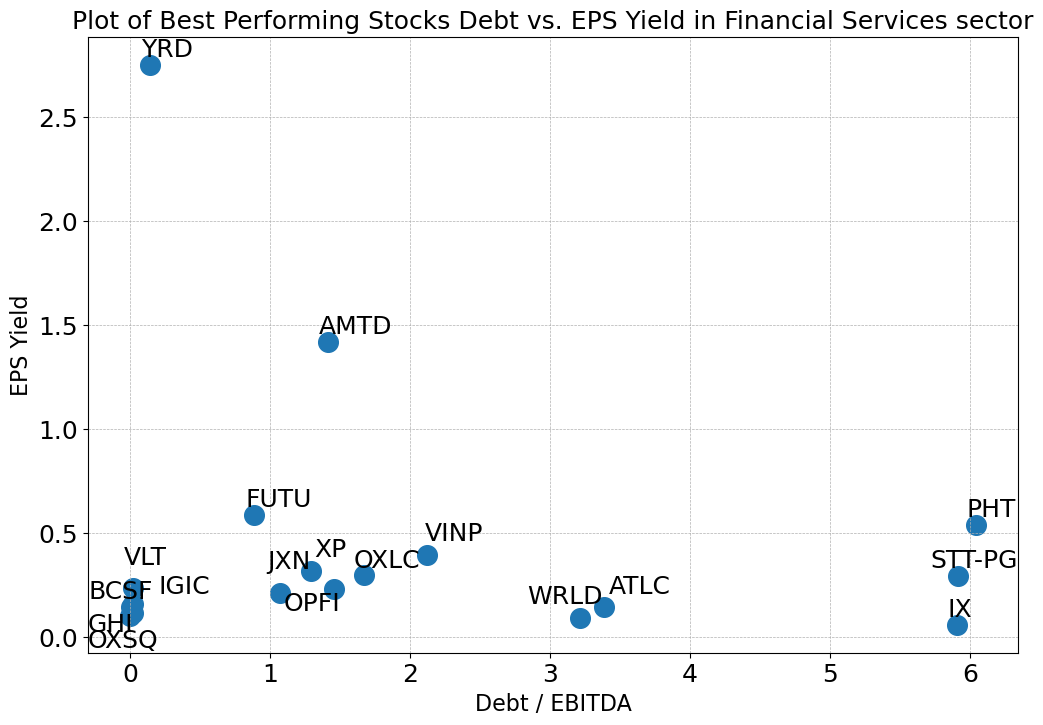 Plot of Best Performing Stocks Debt vs. EPS Yield in Financial Services sector
YRD
2.5
2.0
AMTD
1.5
EPS Yield
1.0
FUTU
PHT
0.5
VINP
XP
VLT
JXN
OXLC
STT-PG
BCSF
IGIC
OPFI
WRLD
ATLC
IX
GHI
0.0
OXSQ
0
1
2
3
4
5
6
Debt / EBITDA